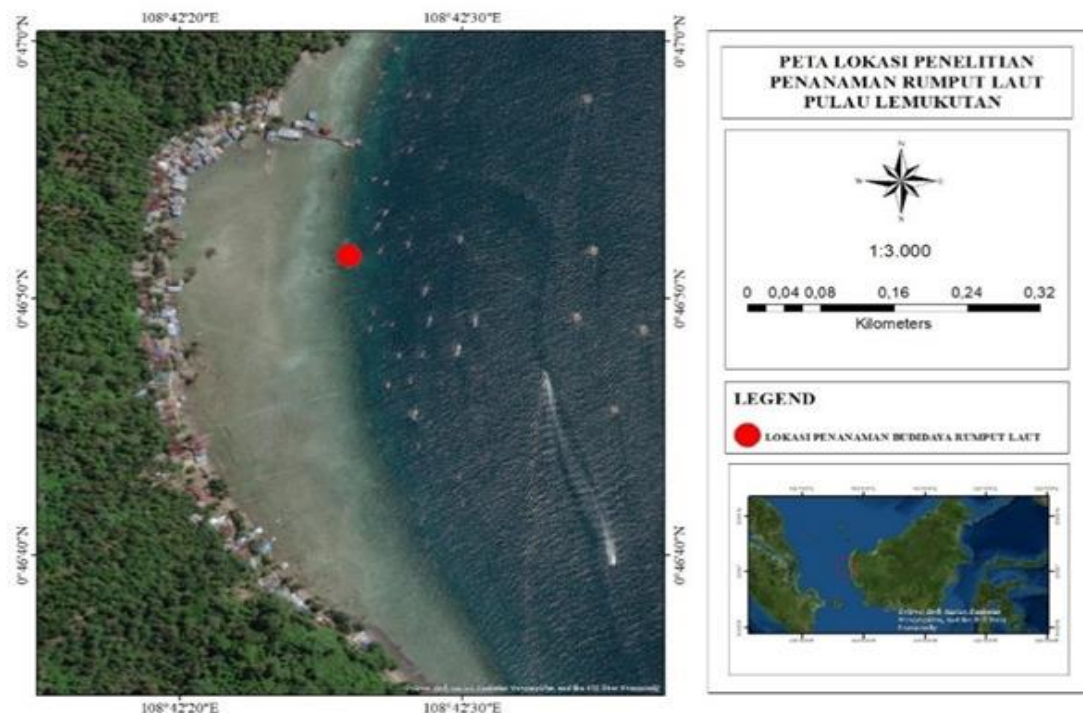 108°42'20"E 108°42'30"E
0°47'0"N
0°47'0"N
0°46'50"N
0°46'50"N
0°46'40"N
0°46'40"N
108°42'20"E 108°42'30"E
PETA LOKASI PENELITIAN
PENANAMAN RUMPUT LAUT
PULAU LEMUKUTAN
N
W E
1:3.000
0 0,04 0,08 0,16 0,24 0,32
Kilometers
LEGEND
LOKASI PENANAMAN BUDIDAYA RUMPUT LAUT